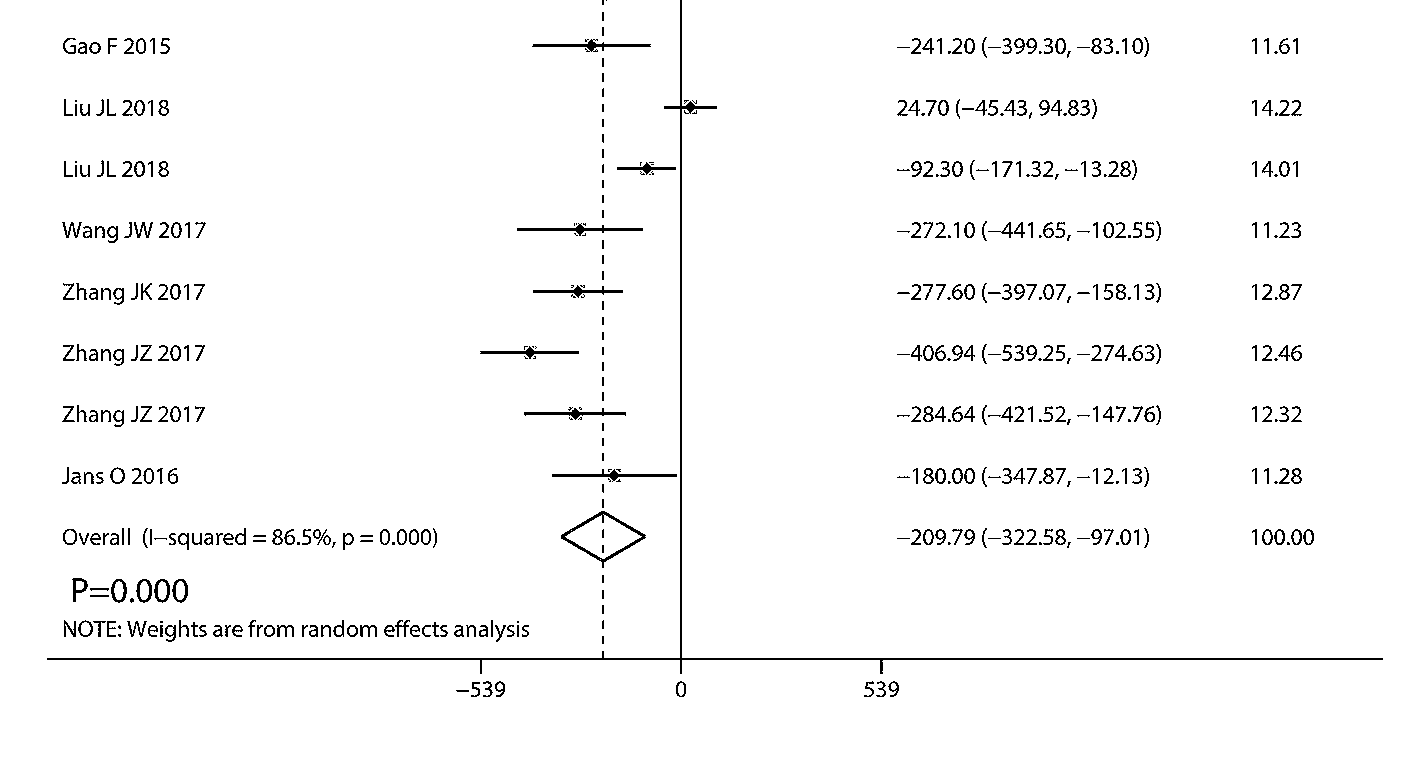 Gao F 2015 −241.20 (−399.30, −83.10) 11.61
Liu JL 2018 24.70 (−45.43, 94.83) 14.22
Liu JL 2018 −92.30 (−171.32, −13.28) 14.01
Wang JW 2017 −272.10 (−441.65, −102.55) 11.23
Zhang JK 2017 −277.60 (−397.07, −158.13) 12.87
Zhang JZ 2017 −406.94 (−539.25, −274.63) 12.46
Zhang JZ 2017 −284.64 (−421.52, −147.76) 12.32
Jans O 2016 −180.00 (−347.87, −12.13) 11.28
Overall (I−squared = 86.5%, p = 0.000) −209.79 (−322.58, −97.01) 100.00
P=0.000
NOTE: Weights are from random effects analysis
−539 0 539